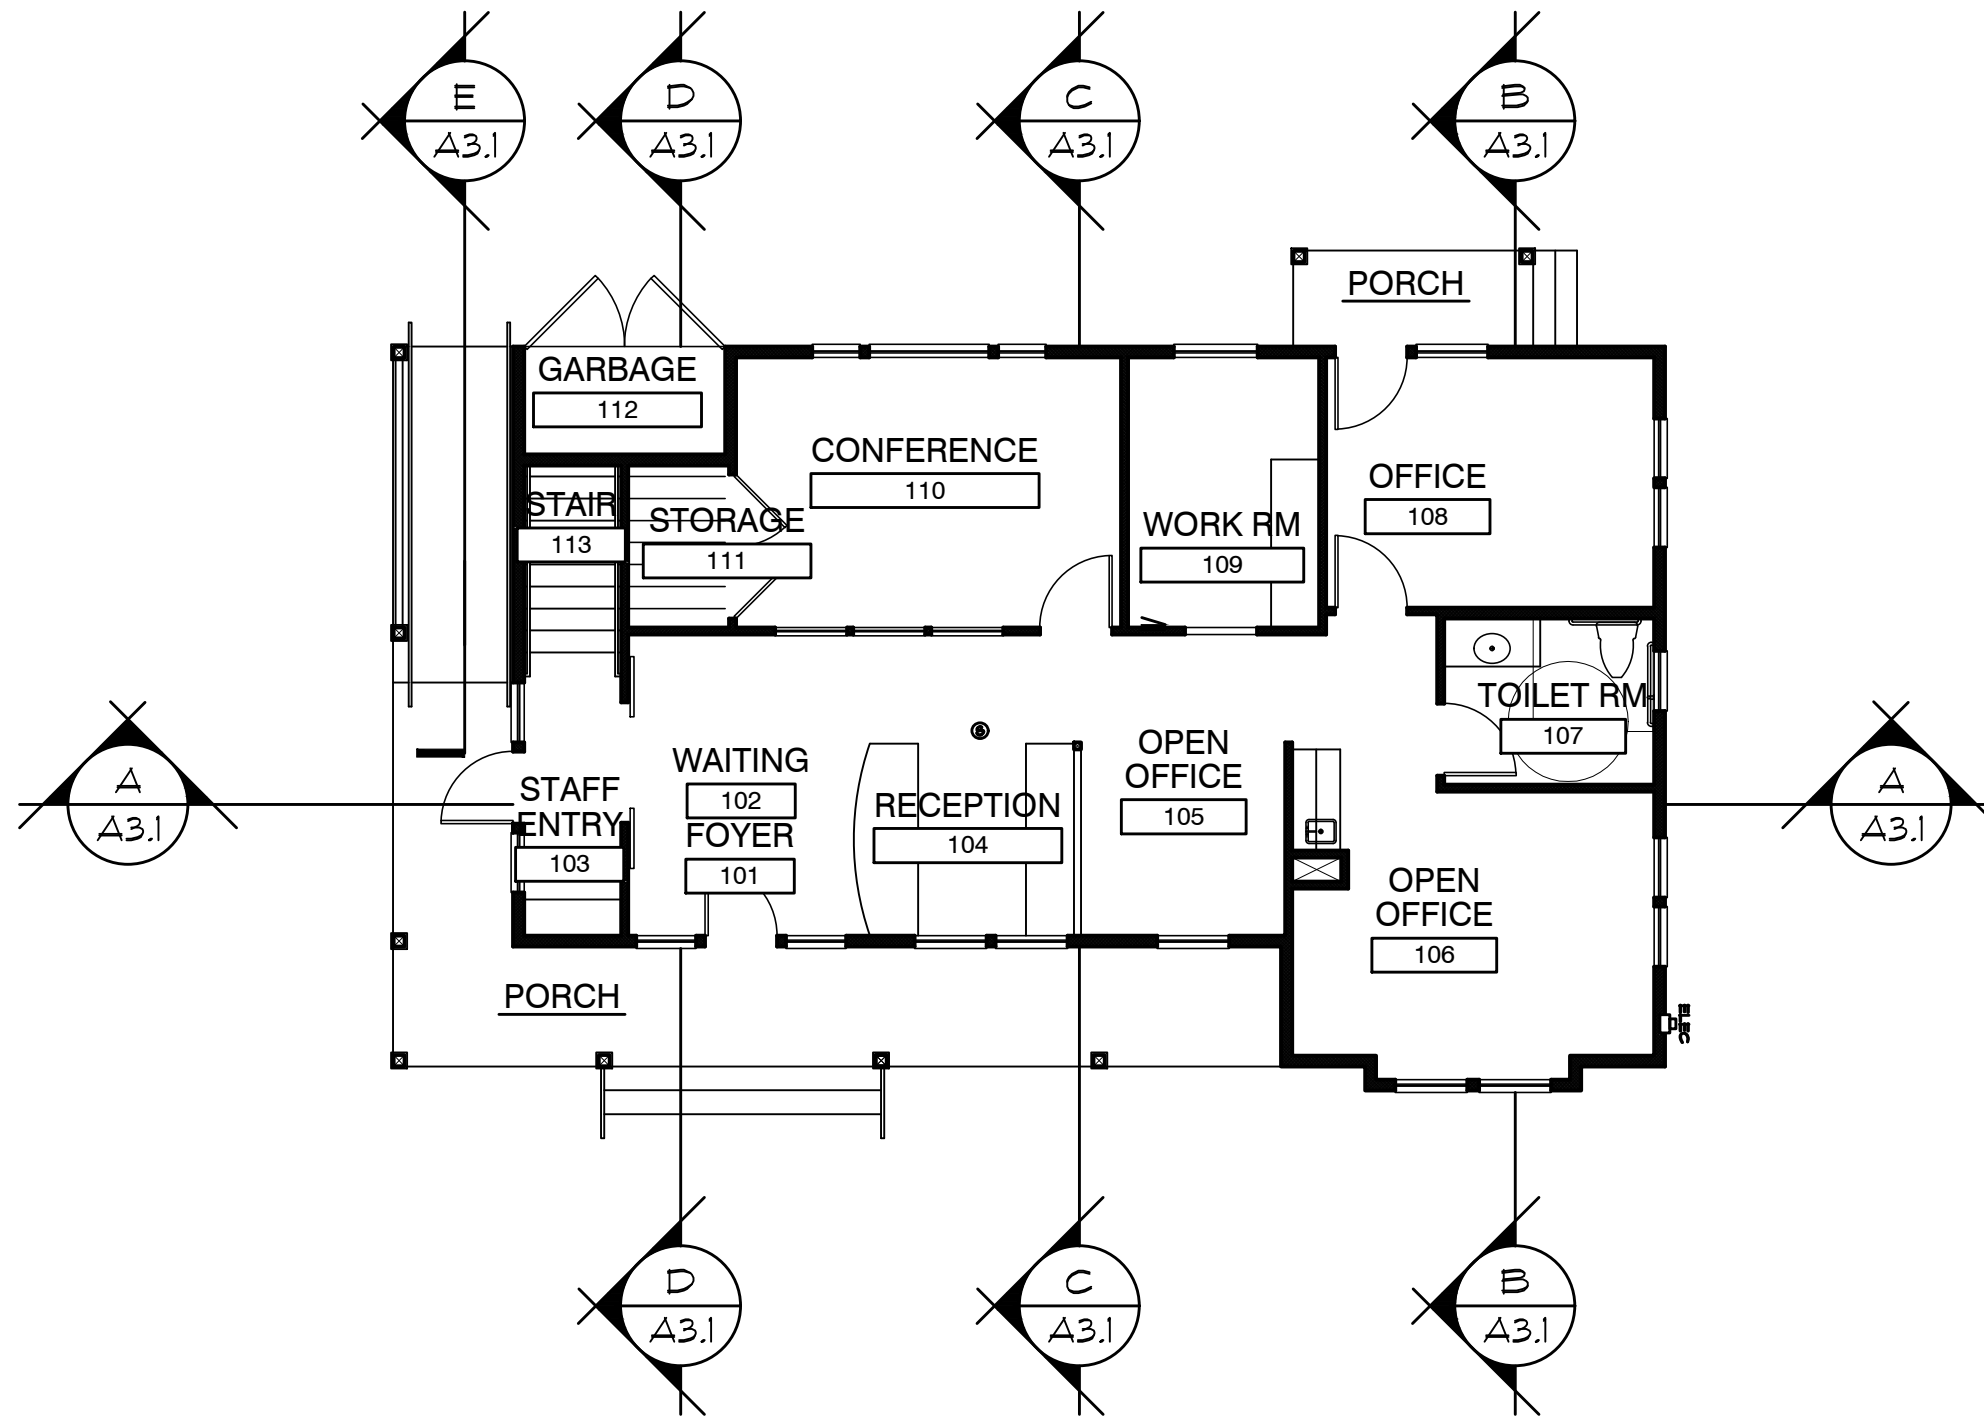 E
A3.1
D
A3.1
C
A3.1
B
A3.1
PORCH
GARBAGE
112
CONFERENCE
110
OFFICE
108
STAIR
113
STORAGE
111
WORK RM
109
TOILET RM
107
A
A3.1
WAITING
102
FOYER
101
STAFF
ENTRY
103
RECEPTION
104
S
OPEN
OFFICE
105
OPEN
OFFICE
106
A
A3.1
ELEC
PORCH
D
A3.1
C
A3.1
B
A3.1